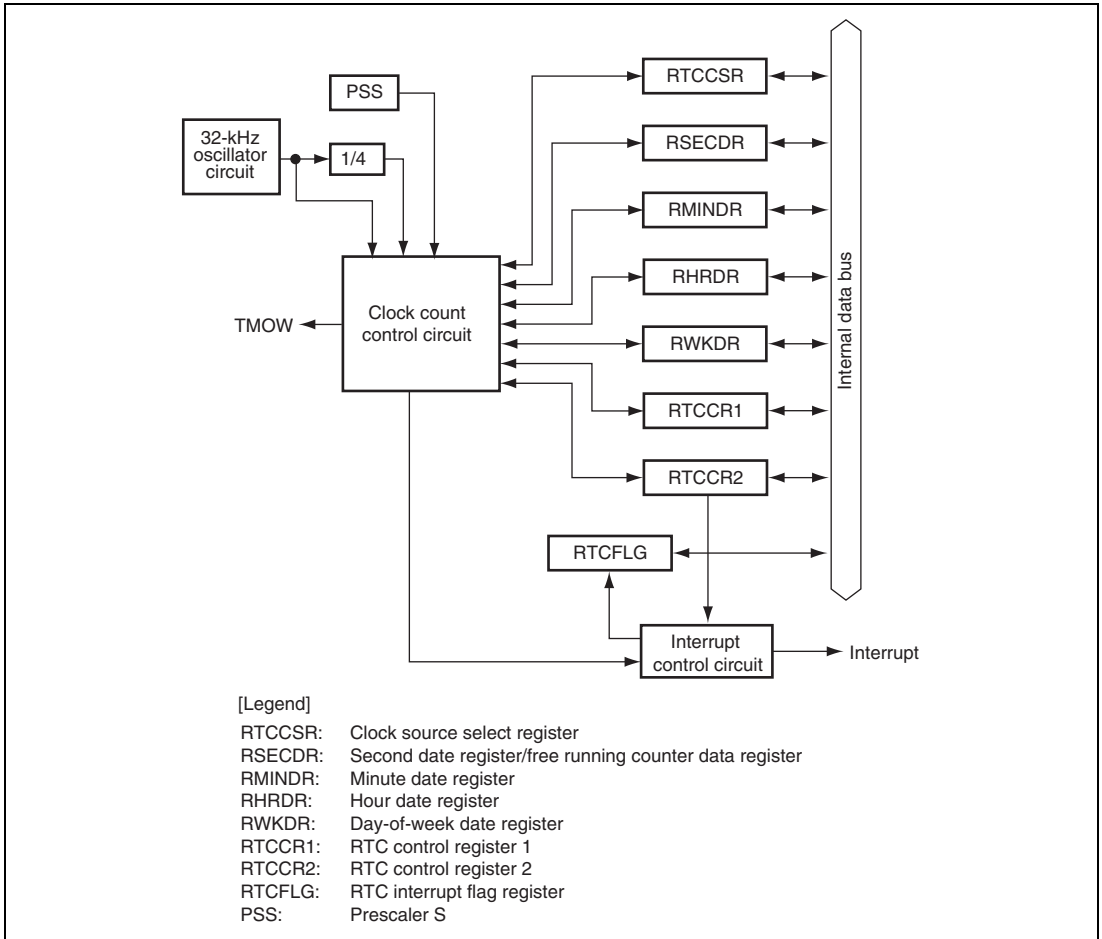 RTCCSR
PSS
32-kHz
oscillator
circuit
1/4
RSECDR
RMINDR
Clock count
control circuit
TMOW
RHRDR
RWKDR
RTCCR1
RTCCR2
Internal data bus
RTCFLG
Interrupt
control circuit
Interrupt
[Legend]
RTCCSR: Clock source select register
RSECDR: Second date register/free running counter data register
RMINDR: Minute date register
RHRDR: Hour date register
RWKDR: Day-of-week date register
RTCCR1: RTC control register 1
RTCCR2: RTC control register 2
RTCFLG: RTC interrupt flag register
PSS: Prescaler S